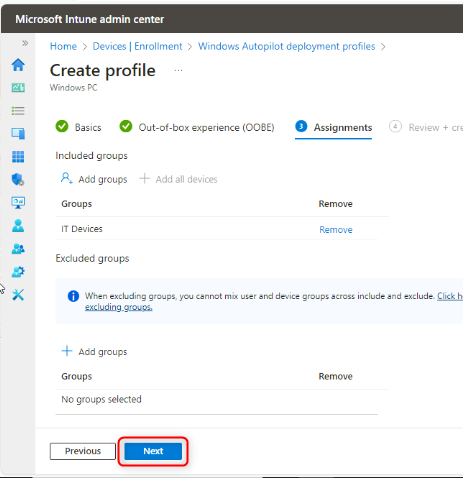 Microsoft Intune admin center
»
Home > Devices | Enrollment > Windows Autopilot deployment profiles >
Create profile ...
Windows PC
Basics
Out-of-box experience (OOBE)
3 Assignments
4 Review + cre
Included groups
Add groups
Add all devices
Groups Remove
IT Devices Remove
Excluded groups
When excluding groups, you cannot mix user and device groups across include and exclude. Click he
excluding groups.
Add groups
Groups Remove
No groups selected
Previous Next